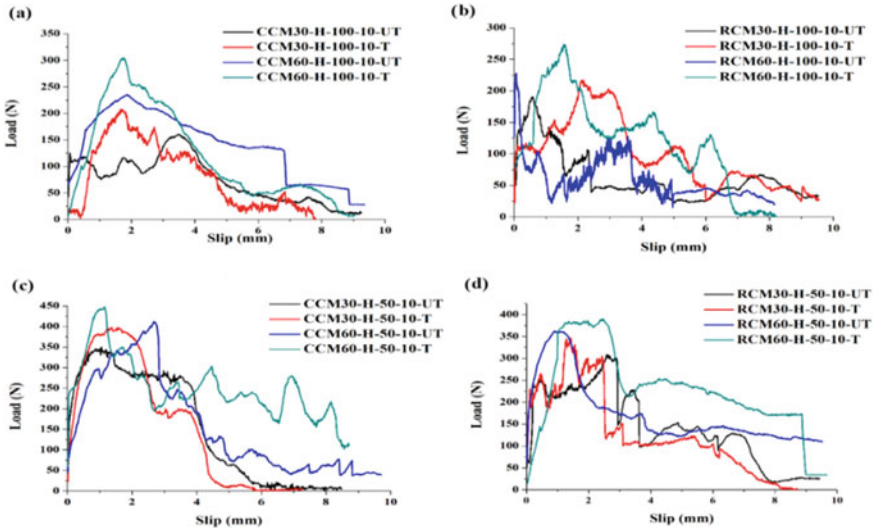 (a)
CCM30-H-100-10-UT
CCM30-H-100-10-T
CCM60-H-100-10-UT
CCM60-H-100-10-T
350
300
250
200
150
100
50
0
Load (N)
0 2 4 6 8 10
Slip (mm)
(b)
RCM30-H-100-10-UT
RCM30-H-100-10-T
RCM60-H-100-10-UT
RCM60-H-100-10-T
300
250
200
150
100
50
0
Load (N)
0 2 4 6 8 10
Slip (mm)
(c)
CCM30-H-50-10-UT
CCM30-H-50-10-T
CCM60-H-50-10-UT
CCM60-H-50-10-T
450
400
350
300
250
200
150
100
50
0
Load (N)
0 2 4 6 8 10
Slip (mm)
(d)
RCM30-H-50-10-UT
RCM30-H-50-10-T
RCM60-H-50-10-UT
RCM60-H-50-10-T
400
350
300
250
200
150
100
50
0
Load (N)
0 2 4 6 8 10
Slip (mm)